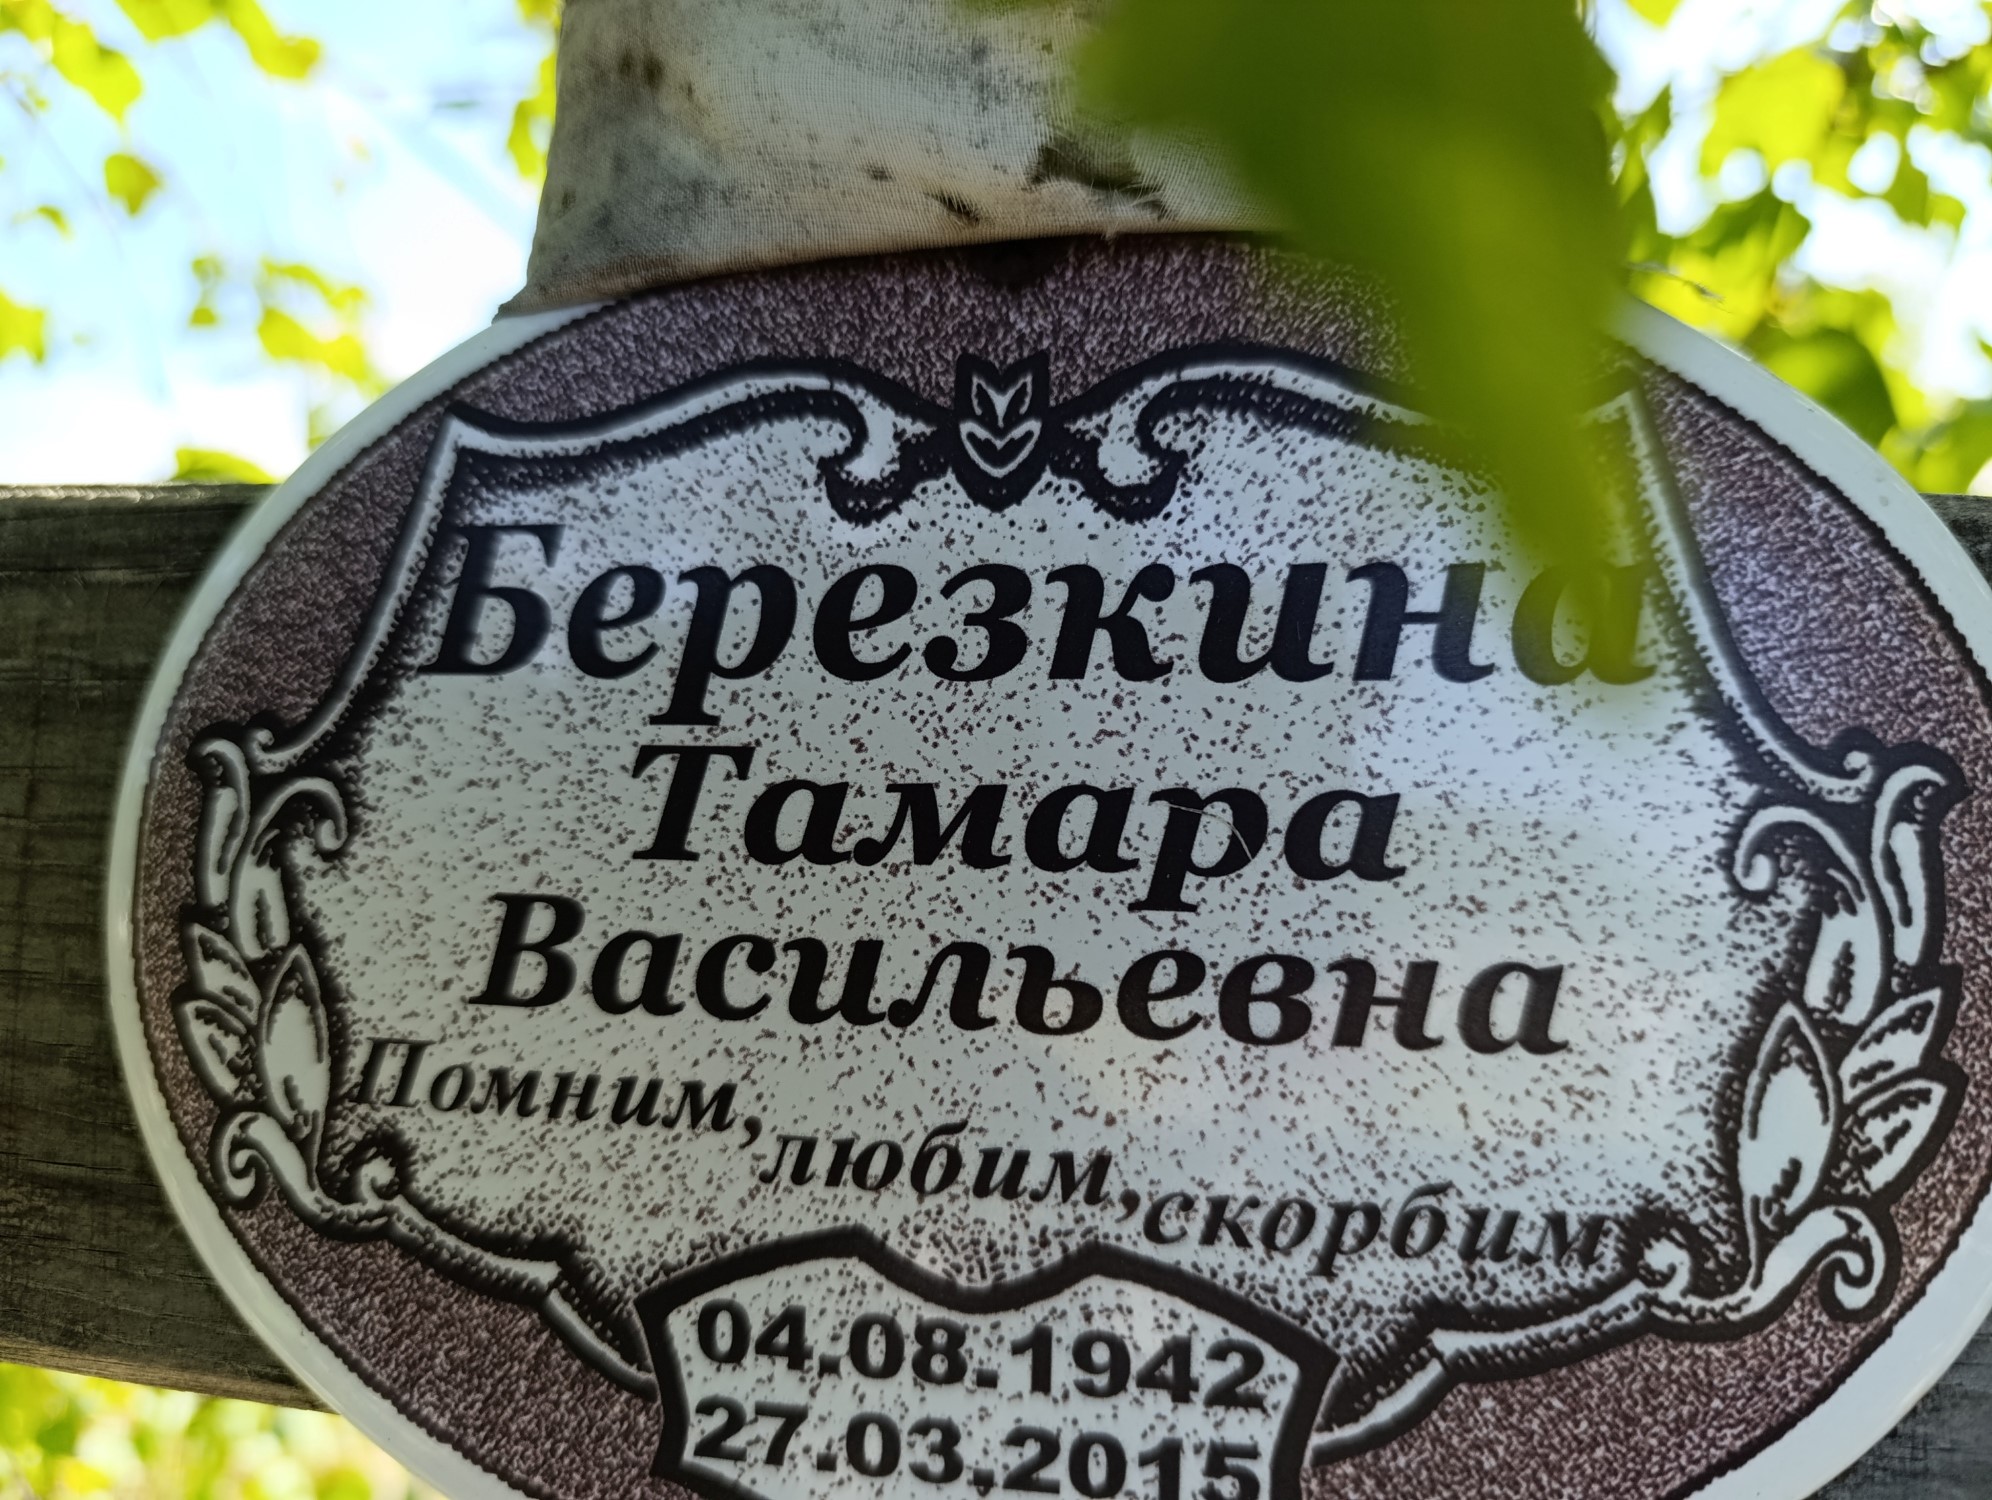 Березкина
Тамара
Васильевна
Помним, любим, скорбим
04.08.1942
27.03.2015